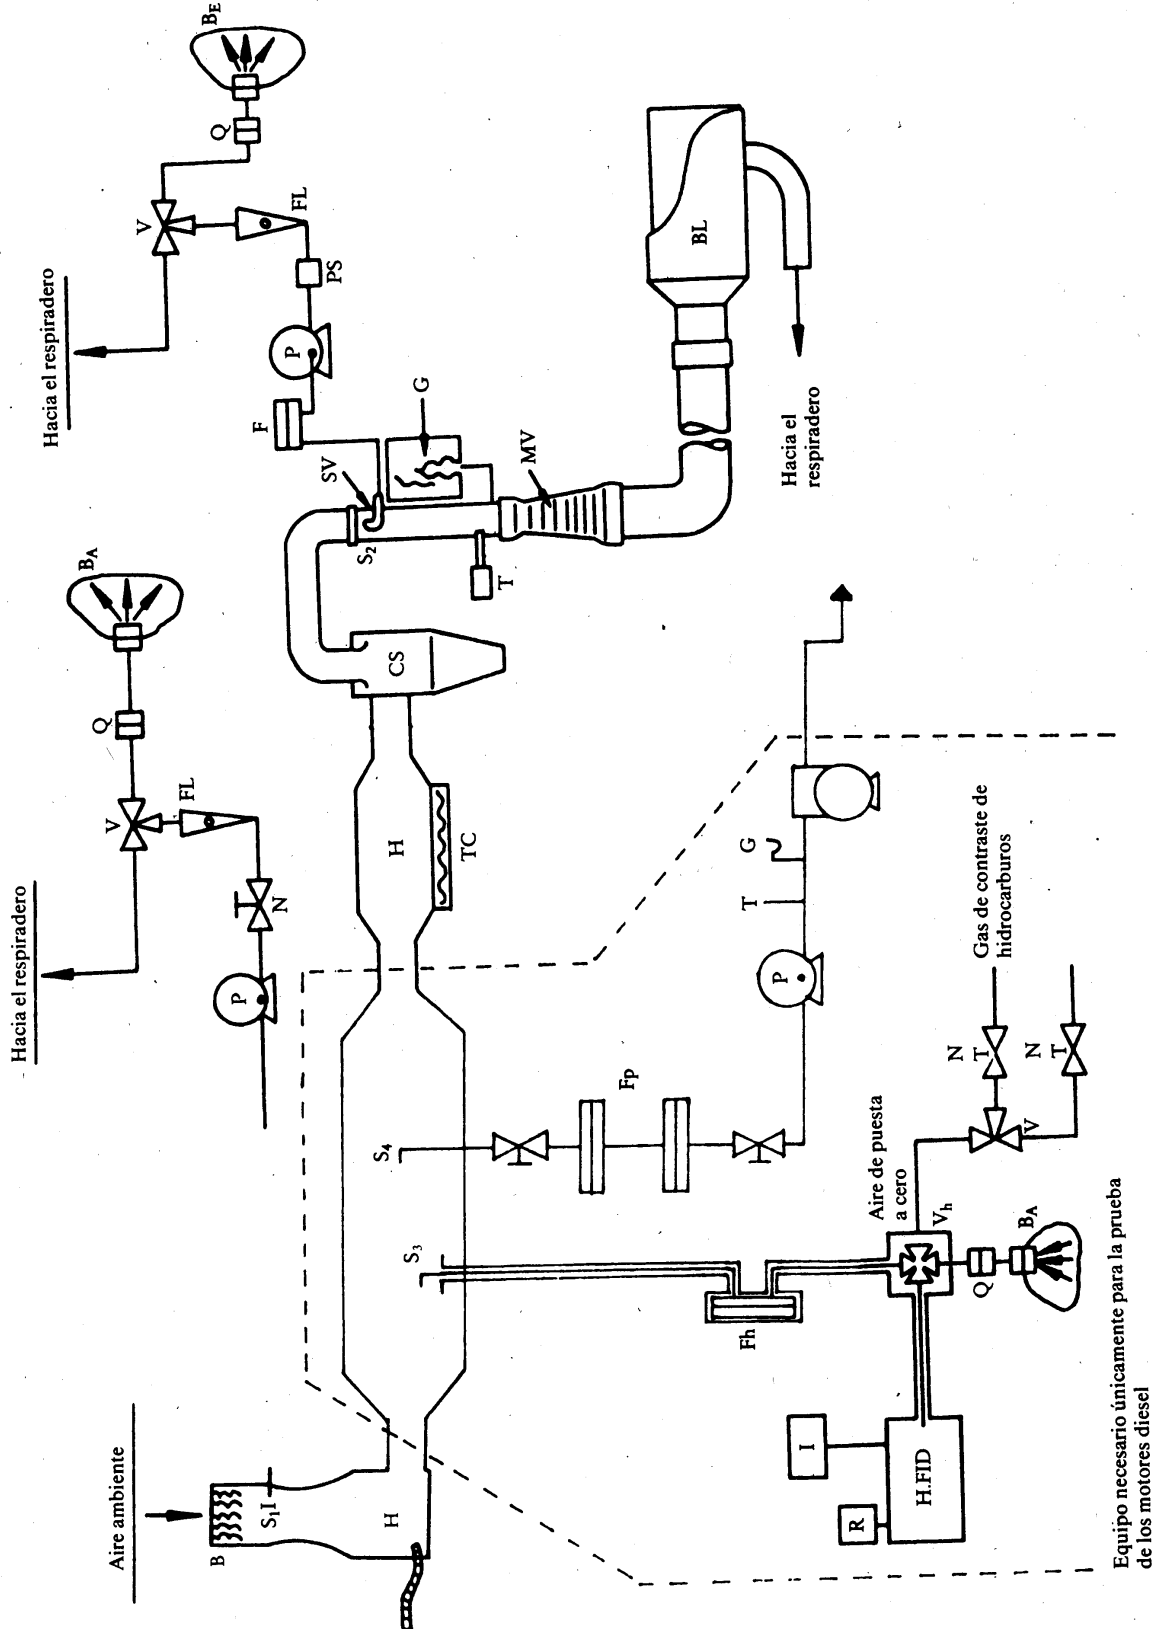 Aire ambiente
B
S₁I
H
Hacia el respiradero
P
N
FL
V
Q
BA
Hacia el respiradero
V
Q
BE
FL
PS
P
F
SV
G
S₂
T
MV
CS
H
TC
BL
Hacia el
respiradero
S₃
S₄
Fp
P
T
G
Fh
R
I
H.FID
Aire de puesta
a cero
Vh
Q
BA
V
N
T
N
T
Gas de contraste de
hidrocarburos
Equipo necesario únicamente para la prueba
de los motores diesel